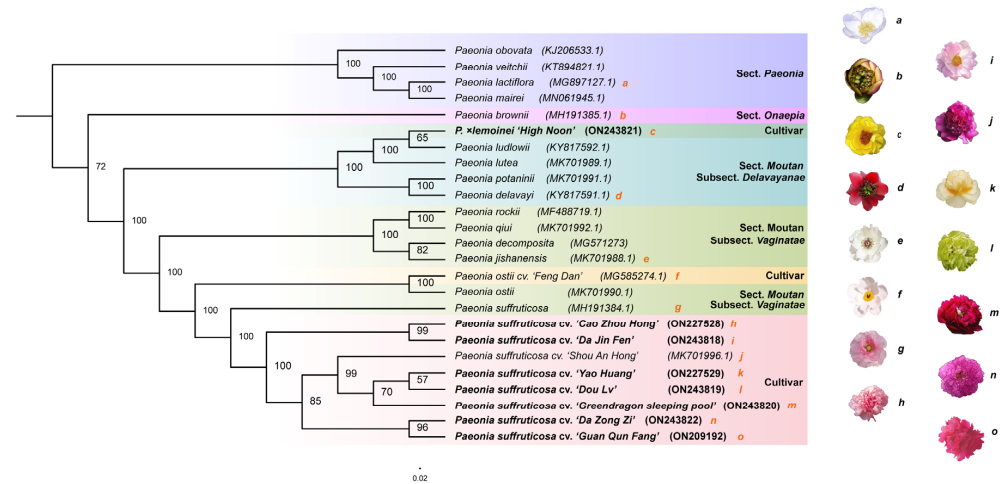 Paeonia obovata (KJ206533.1)
Paeonia veitchii (KT894821.1)
Paeonia lactiflora (MG897127.1) a
Paeonia mairei (MN061945.1)
Sect. Paeonia
Paeonia brownii (MH191385.1) b
Sect. Onaepia
P. ×lemoinei ‘High Noon’ (ON243821) c
Cultivar
Paeonia ludlowii (KY817592.1)
Paeonia lutea (MK701989.1)
Paeonia potaninii (MK701991.1)
Paeonia delavayi (KY817591.1) d
Sect. Moutan
Subsect. Delavayanae
Paeonia rockii (MF488719.1)
Paeonia qiui (MK701992.1)
Paeonia decomposita (MG571273)
Paeonia jishanensis (MK701988.1) e
Sect. Moutan
Subsect. Vaginatae
Paeonia ostii cv. ‘Feng Dan’ (MG585274.1) f
Cultivar
Paeonia ostii (MK701990.1)
Paeonia suffruticosa (MH191384.1) g
Sect. Moutan
Subsect. Vaginatae
Paeonia suffruticosa cv. ‘Cao Zhou Hong’ (ON227528) h
Paeonia suffruticosa cv. ‘Da Jin Fen’ (ON243818) i
Paeonia suffruticosa cv. ‘Shou An Hong’ (MK701996.1) j
Paeonia suffruticosa cv. ‘Yao Huang’ (ON227529) k
Paeonia suffruticosa cv. ‘Dou Lv’ (ON243819) l
Paeonia suffruticosa cv. ‘Greendragon sleeping pool’ (ON243820) m
Paeonia suffruticosa cv. ‘Da Zong Zi’ (ON243822) n
Paeonia suffruticosa cv. ‘Guan Qun Fang’ (ON209192) o
Cultivar
100
100
100
72
65
100
100
100
100
100
100
82
100
100
100
100
99
100
99
57
70
85
96
0.02
a
b
c
d
e
f
g
h
i
j
k
l
m
n
o